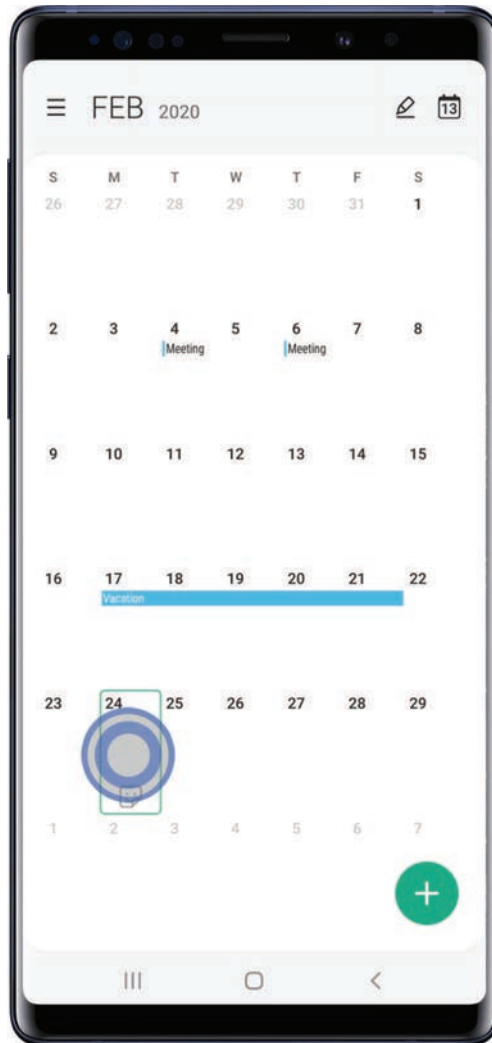 FEB 2020 13
S M T W T F S
26 27 28 29 30 31 1
2 3 4 5 6 7 8
Meeting Meeting
9 10 11 12 13 14 15
16 17 18 19 20 21 22
Vacation
23 24 25 26 27 28 29
1 2 3 4 5 6 7